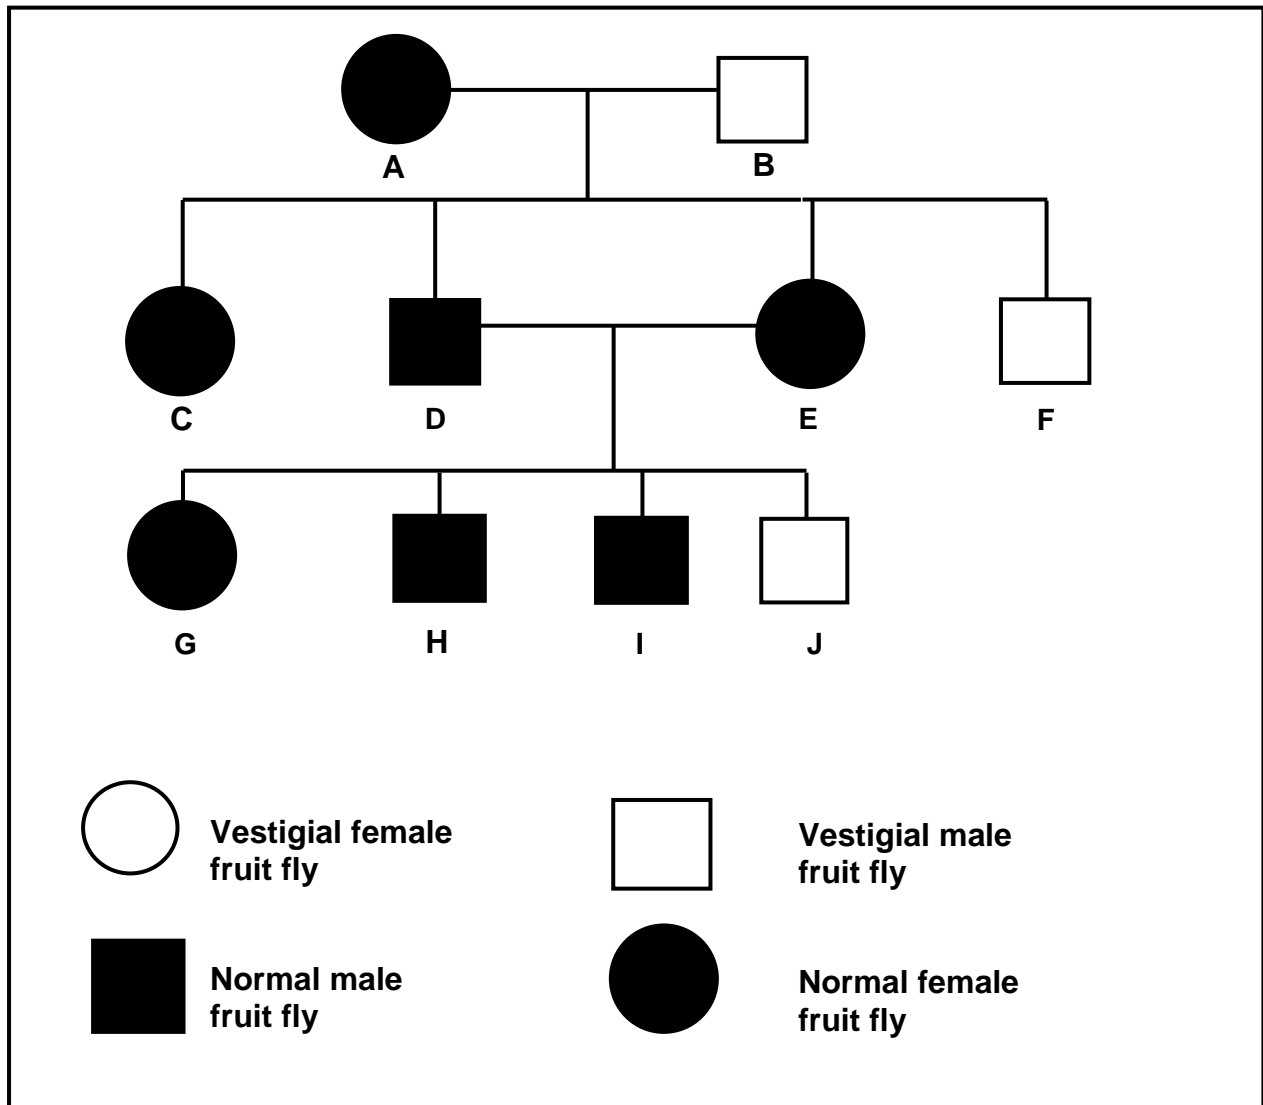 A
B
C
D
E
F
G
H
I
J
Vestigial female
fruit fly
Vestigial male
fruit fly
Normal male
fruit fly
Normal female
fruit fly